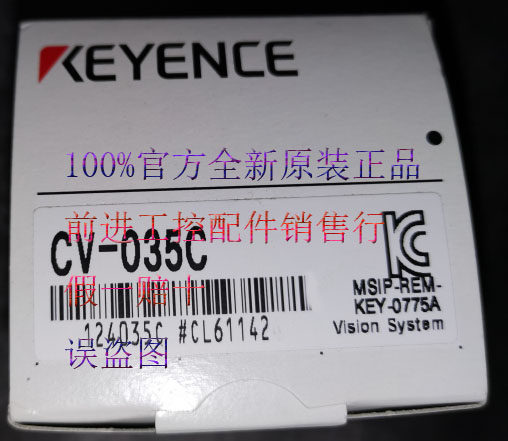 KEYENCE
100%官方全新原装正品
前进工控配件销售行
CV-035C
假一赔十
MSIP-REM-
KEY-0775A
124035C #CL61142
Vision System
误盗图